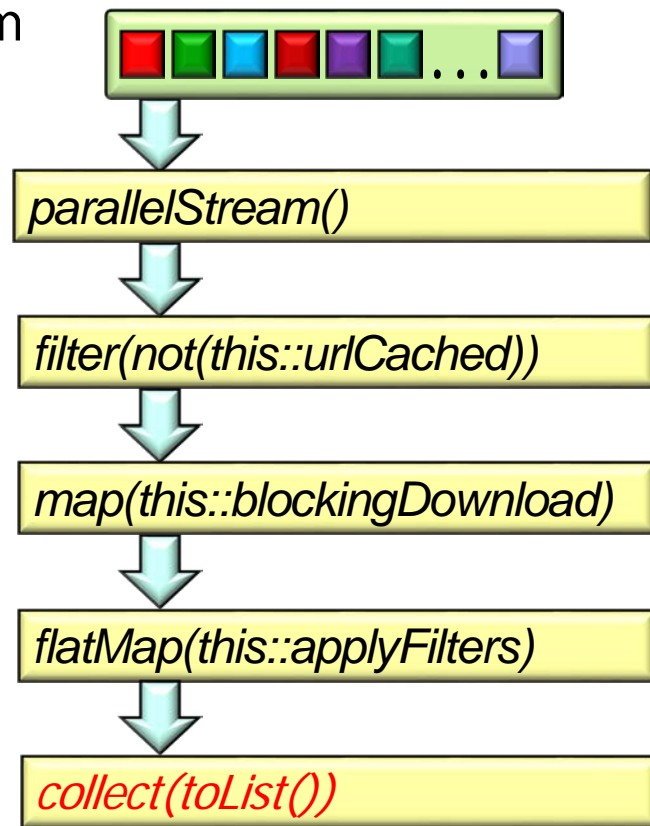 m
...
parallelStream()
filter(not(this::urlCached))
map(this::blockingDownload)
flatMap(this::applyFilters)
collect(toList())